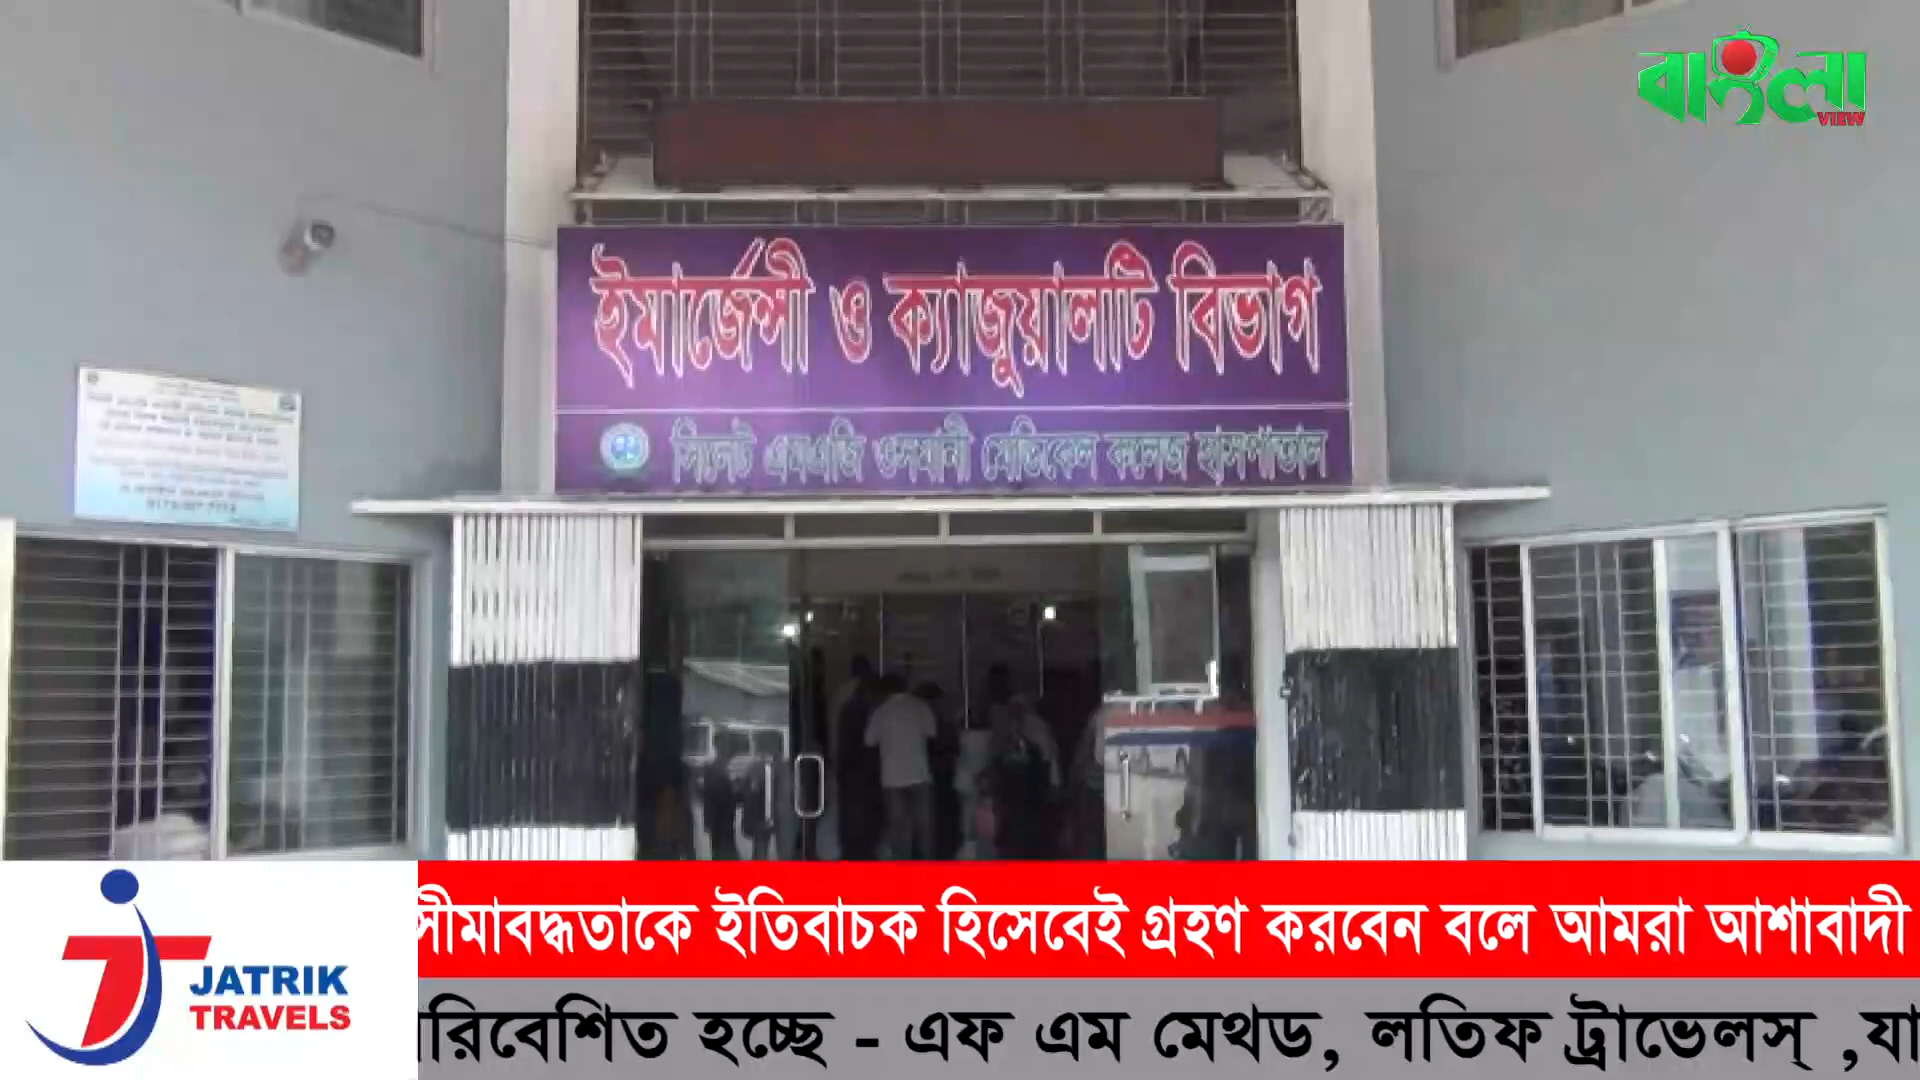 বাংলা
VIEW
ইমার্জেন্সী ও ক্যাজুয়ালটি বিভাগ
সিলেট এমএজি ওসমানী মেডিকেল কলেজ হাসপাতাল
JATRIK
TRAVELS
সীমাবদ্ধতাকে ইতিবাচক হিসেবেই গ্রহণ করবেন বলে আমরা আশাবাদী
রিবেশিত হচ্ছে - এফ এম মেথড, লতিফ ট্রাভেলস্ ,যা